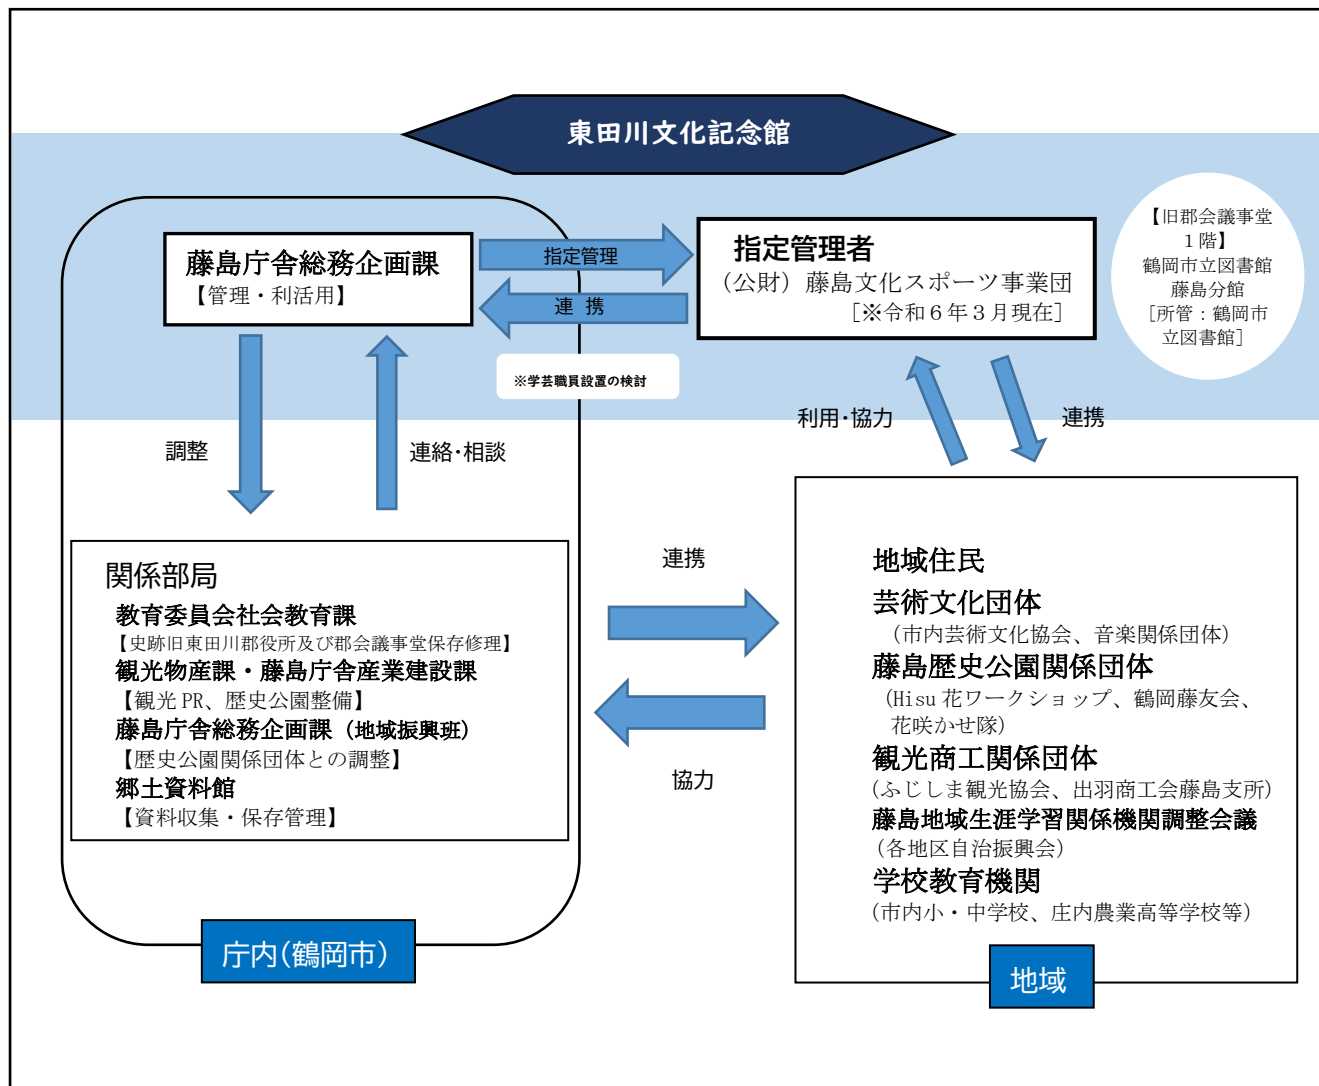 東田川文化記念館
藤島庁舎総務企画課
【管理・利活用】
指定管理
連 携
指定管理者
(公財)藤島文化スポーツ事業団
[※令和６年３月現在]
【旧郡会議事堂
１階】
鶴岡市立図書館
藤島分館
[所管：鶴岡市
立図書館]
※学芸職員設置の検討
調整
連絡・相談
利用・協力
連携
関係部局
教育委員会社会教育課
【史跡旧東田川郡役所及び郡会議事堂保存修理】
観光物産課・藤島庁舎産業建設課
【観光 PR、歴史公園整備】
藤島庁舎総務企画課（地域振興班）
【歴史公園関係団体との調整】
郷土資料館
【資料収集・保存管理】
連携
協力
地域住民
芸術文化団体
（市内芸術文化協会、音楽関係団体）
藤島歴史公園関係団体
（Hisu 花ワークショップ、鶴岡藤友会、
花咲かせ隊）
観光商工関係団体
（ふじしま観光協会、出羽商工会藤島支所）
藤島地域生涯学習関係機関調整会議
（各地区自治振興会）
学校教育機関
（市内小・中学校、庄内農業高等学校等）
庁内（鶴岡市）
地域